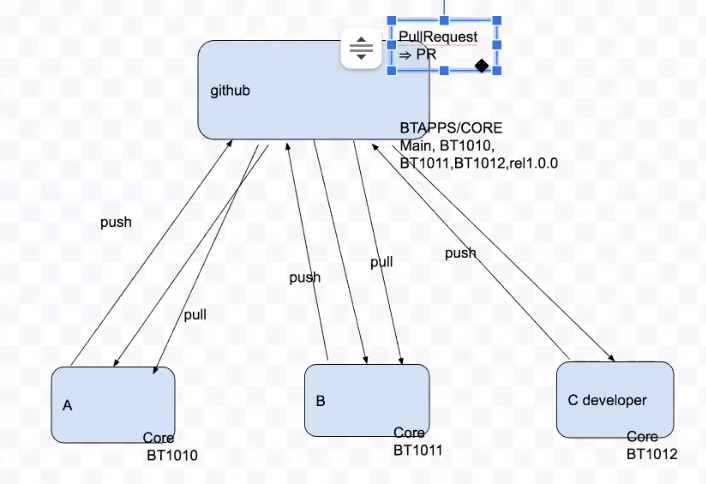 PullRequest
=> PR
github
BTAPPS/CORE
Main, BT1010,
BT1011,BT1012,rel1.0.0
push
pull
push
pull
push
A
Core
BT1010
B
Core
BT1011
C developer
Core
BT1012